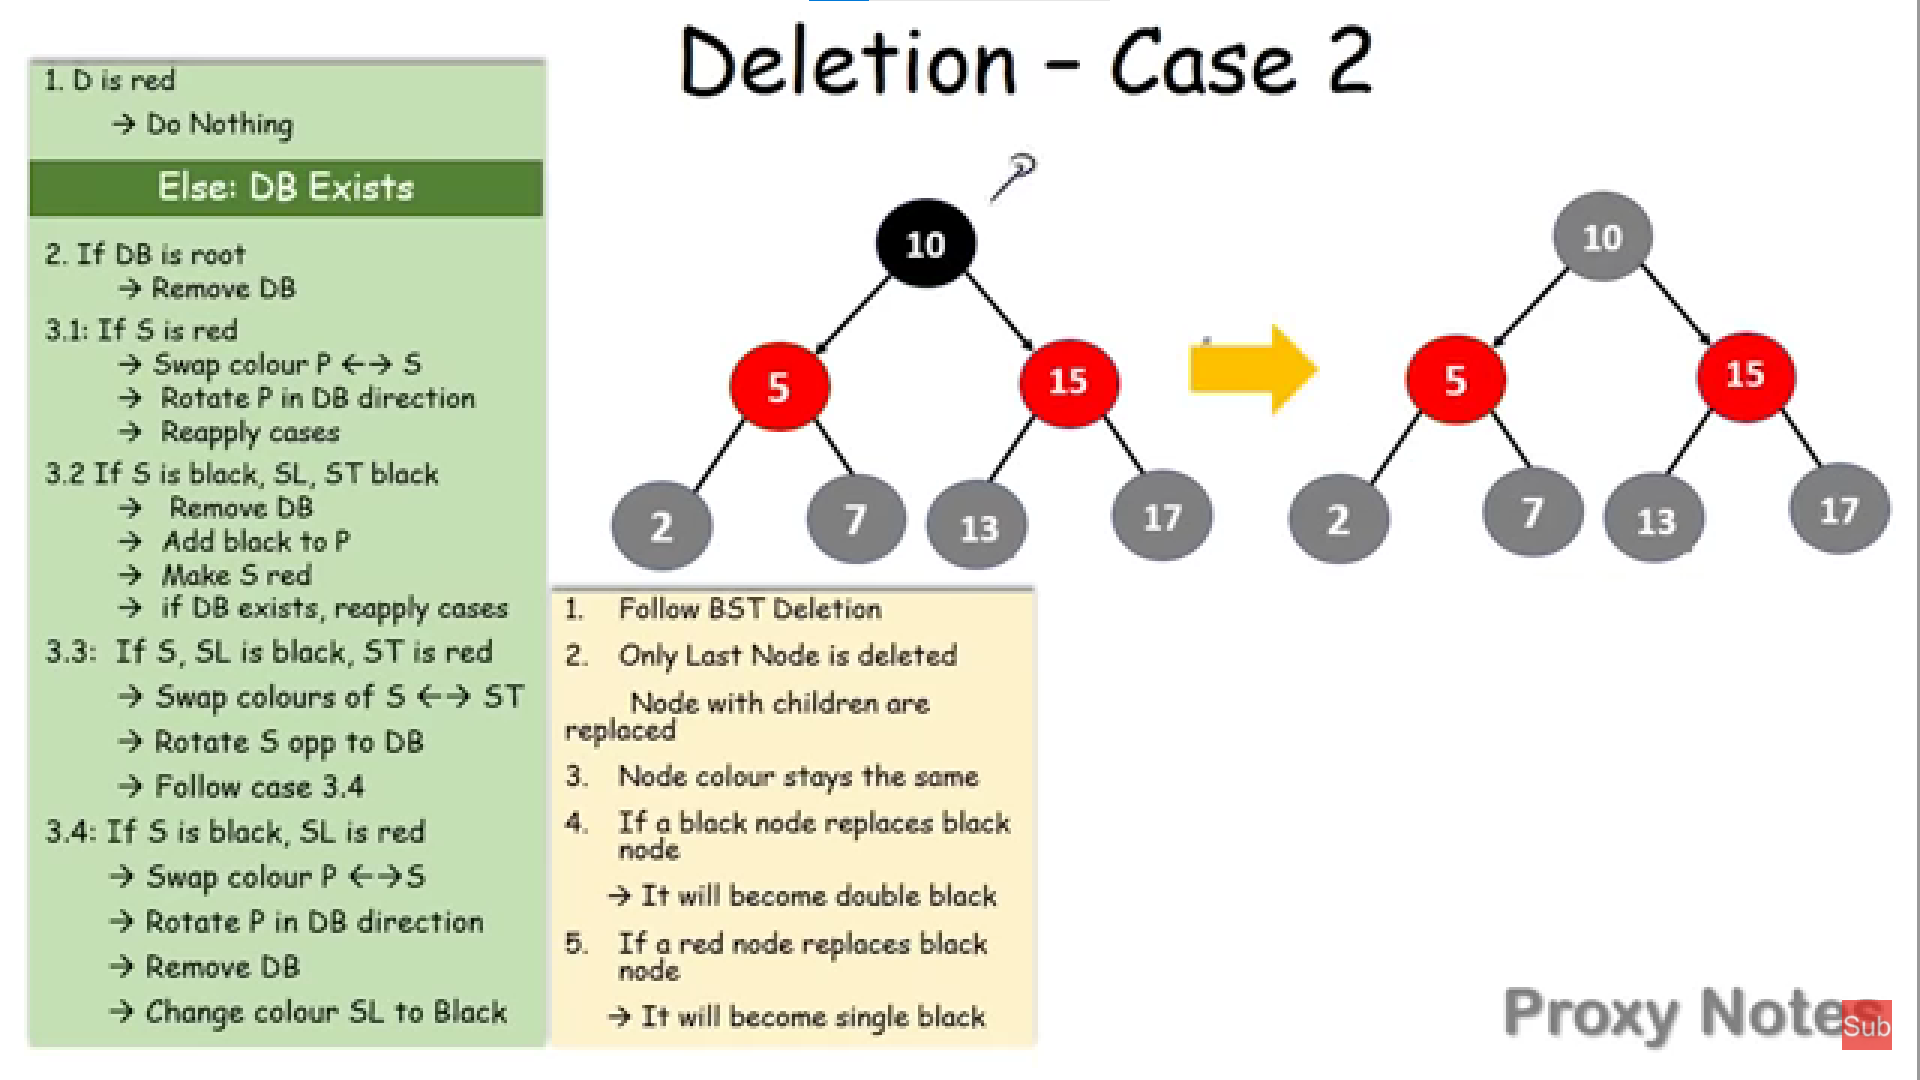 Deletion – Case 2
1. D is red
→ Do Nothing
Else: DB Exists
2. If DB is root
→ Remove DB
3.1: If S is red
→ Swap colour P ←→ S
→ Rotate P in DB direction
→ Reapply cases
3.2 If S is black, SL, ST black
→ Remove DB
→ Add black to P
→ Make S red
→ if DB exists, reapply cases
3.3: If S, SL is black, ST is red
→ Swap colours of S ←→ ST
→ Rotate S opp to DB
→ Follow case 3.4
3.4: If S is black, SL is red
→ Swap colour P ←→S
→ Rotate P in DB direction
→ Remove DB
→ Change colour SL to Black
10
5
15
2
7
13
17
10
5
15
2
7
13
17
1. Follow BST Deletion
2. Only Last Node is deleted
Node with children are
replaced
3. Node colour stays the same
4. If a black node replaces black
node
→ It will become double black
5. If a red node replaces black
node
→ It will become single black
Proxy Notes
Sub